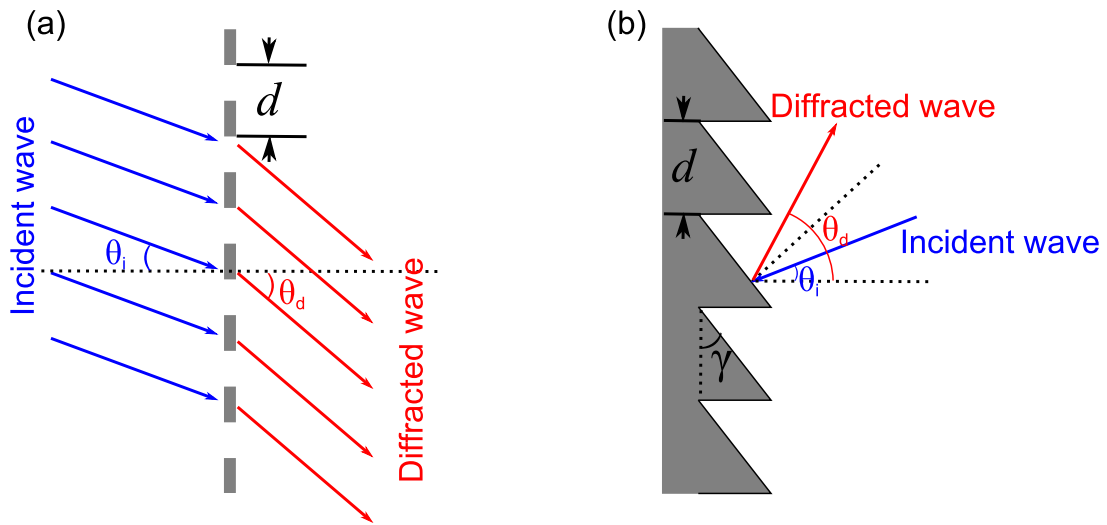 (a)
d
Incident wave
θi
θd
Diffracted wave
(b)
Diffracted wave
d
θd
Incident wave
θi
γ